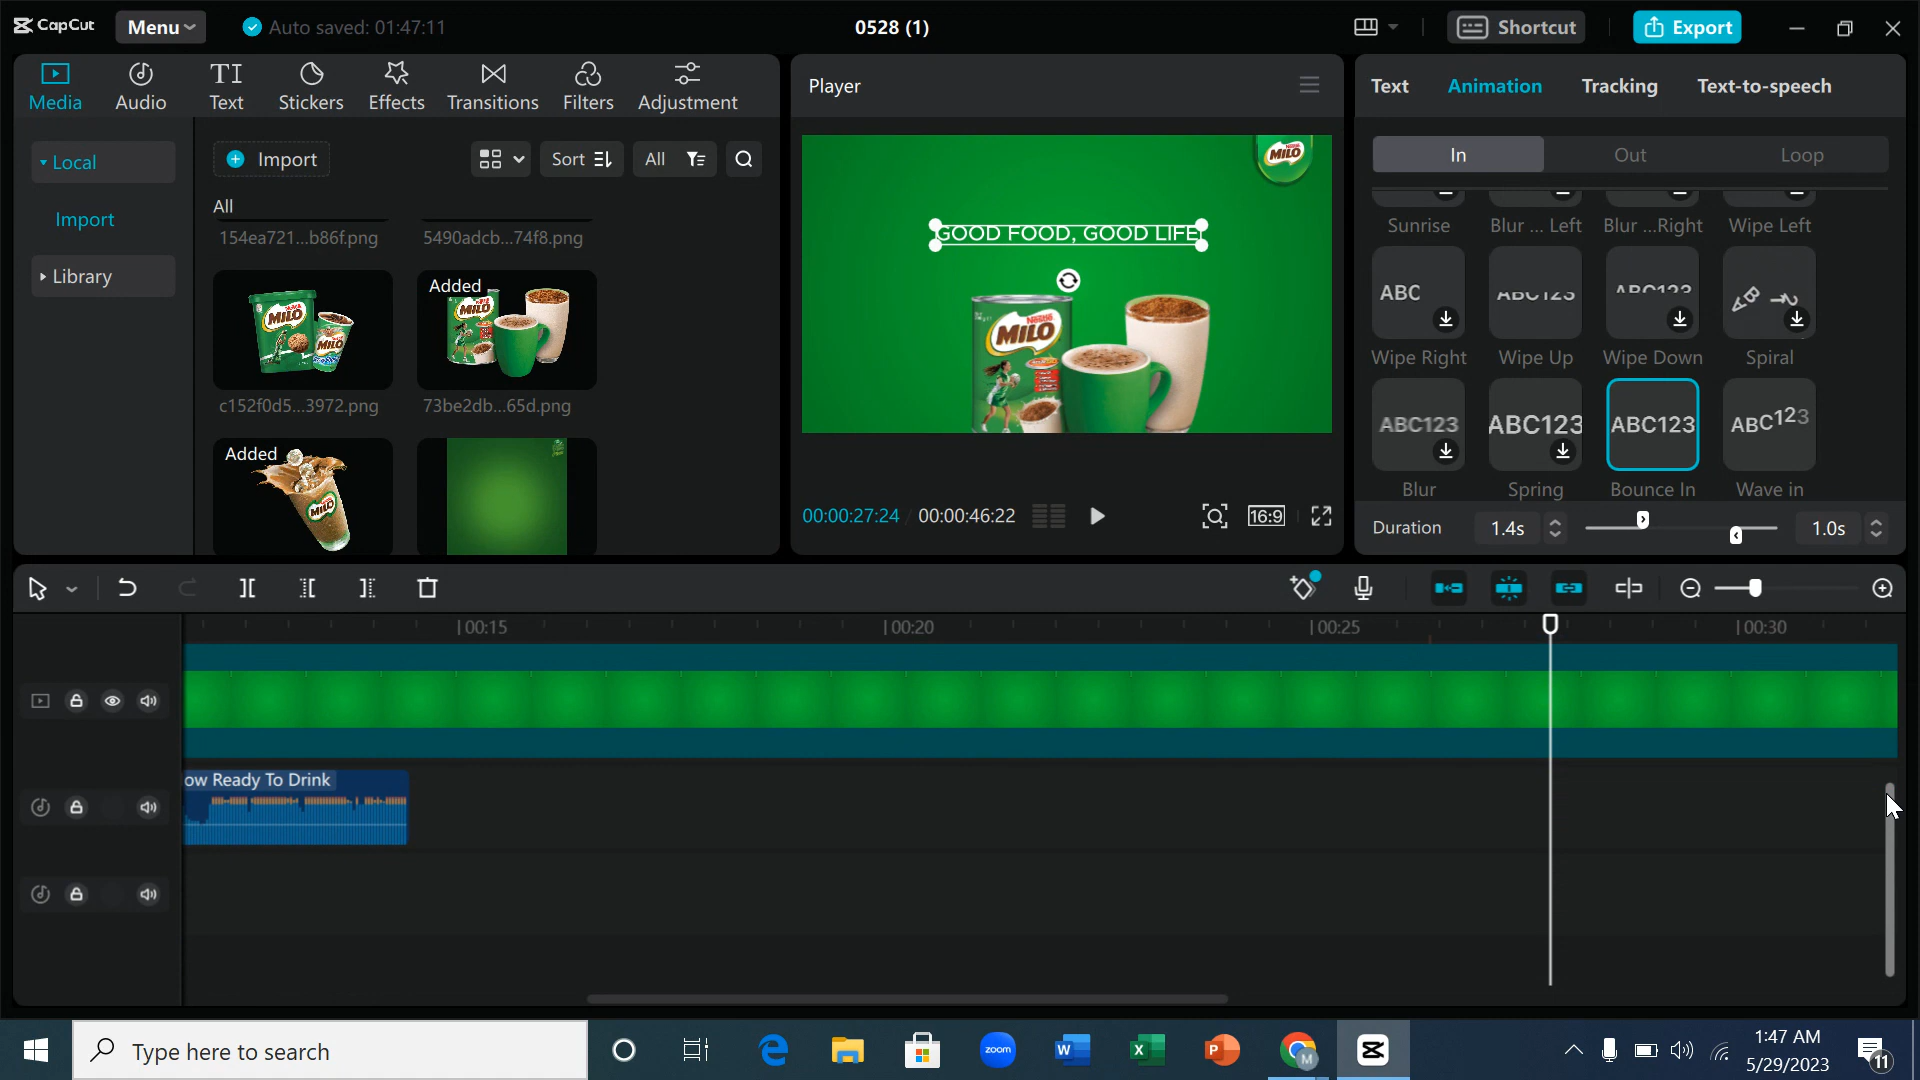 CapCut
Menu
Auto saved: 01:47:11
0528 (1)
Shortcut
Export
Media
Audio
Text
Stickers
Effects
Transitions
Filters
Adjustment
Local
Import
Library
Import
Sort
All
All
154ea721...b86f.png
5490adcb...74f8.png
c152f0d5...3972.png
Added
73be2db...65d.png
Added
Player
MILO
GOOD FOOD, GOOD LIFE
Nestle
MILO
00:00:27:24
00:00:46:22
16:9
Text
Animation
Tracking
Text-to-speech
In
Out
Loop
Sunrise
Blur ... Left
Blur ...Right
Wipe Left
ABC
ABC123
ABC123
Wipe Right
Wipe Up
Wipe Down
Spiral
ABC123
ABC123
ABC123
ABC123
Blur
Spring
Bounce In
Wave in
Duration
1.4s
1.0s
00:15
00:20
00:25
00:30
ow Ready To Drink
Type here to search
zoom
1:47 AM
5/29/2023
11